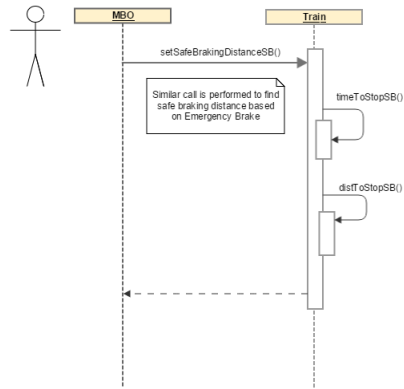 MBO
Train
setSafeBrakingDistanceSB()
Similar call is performed to find
safe braking distance based
on Emergency Brake
timeToStopSB()
distToStopSB()